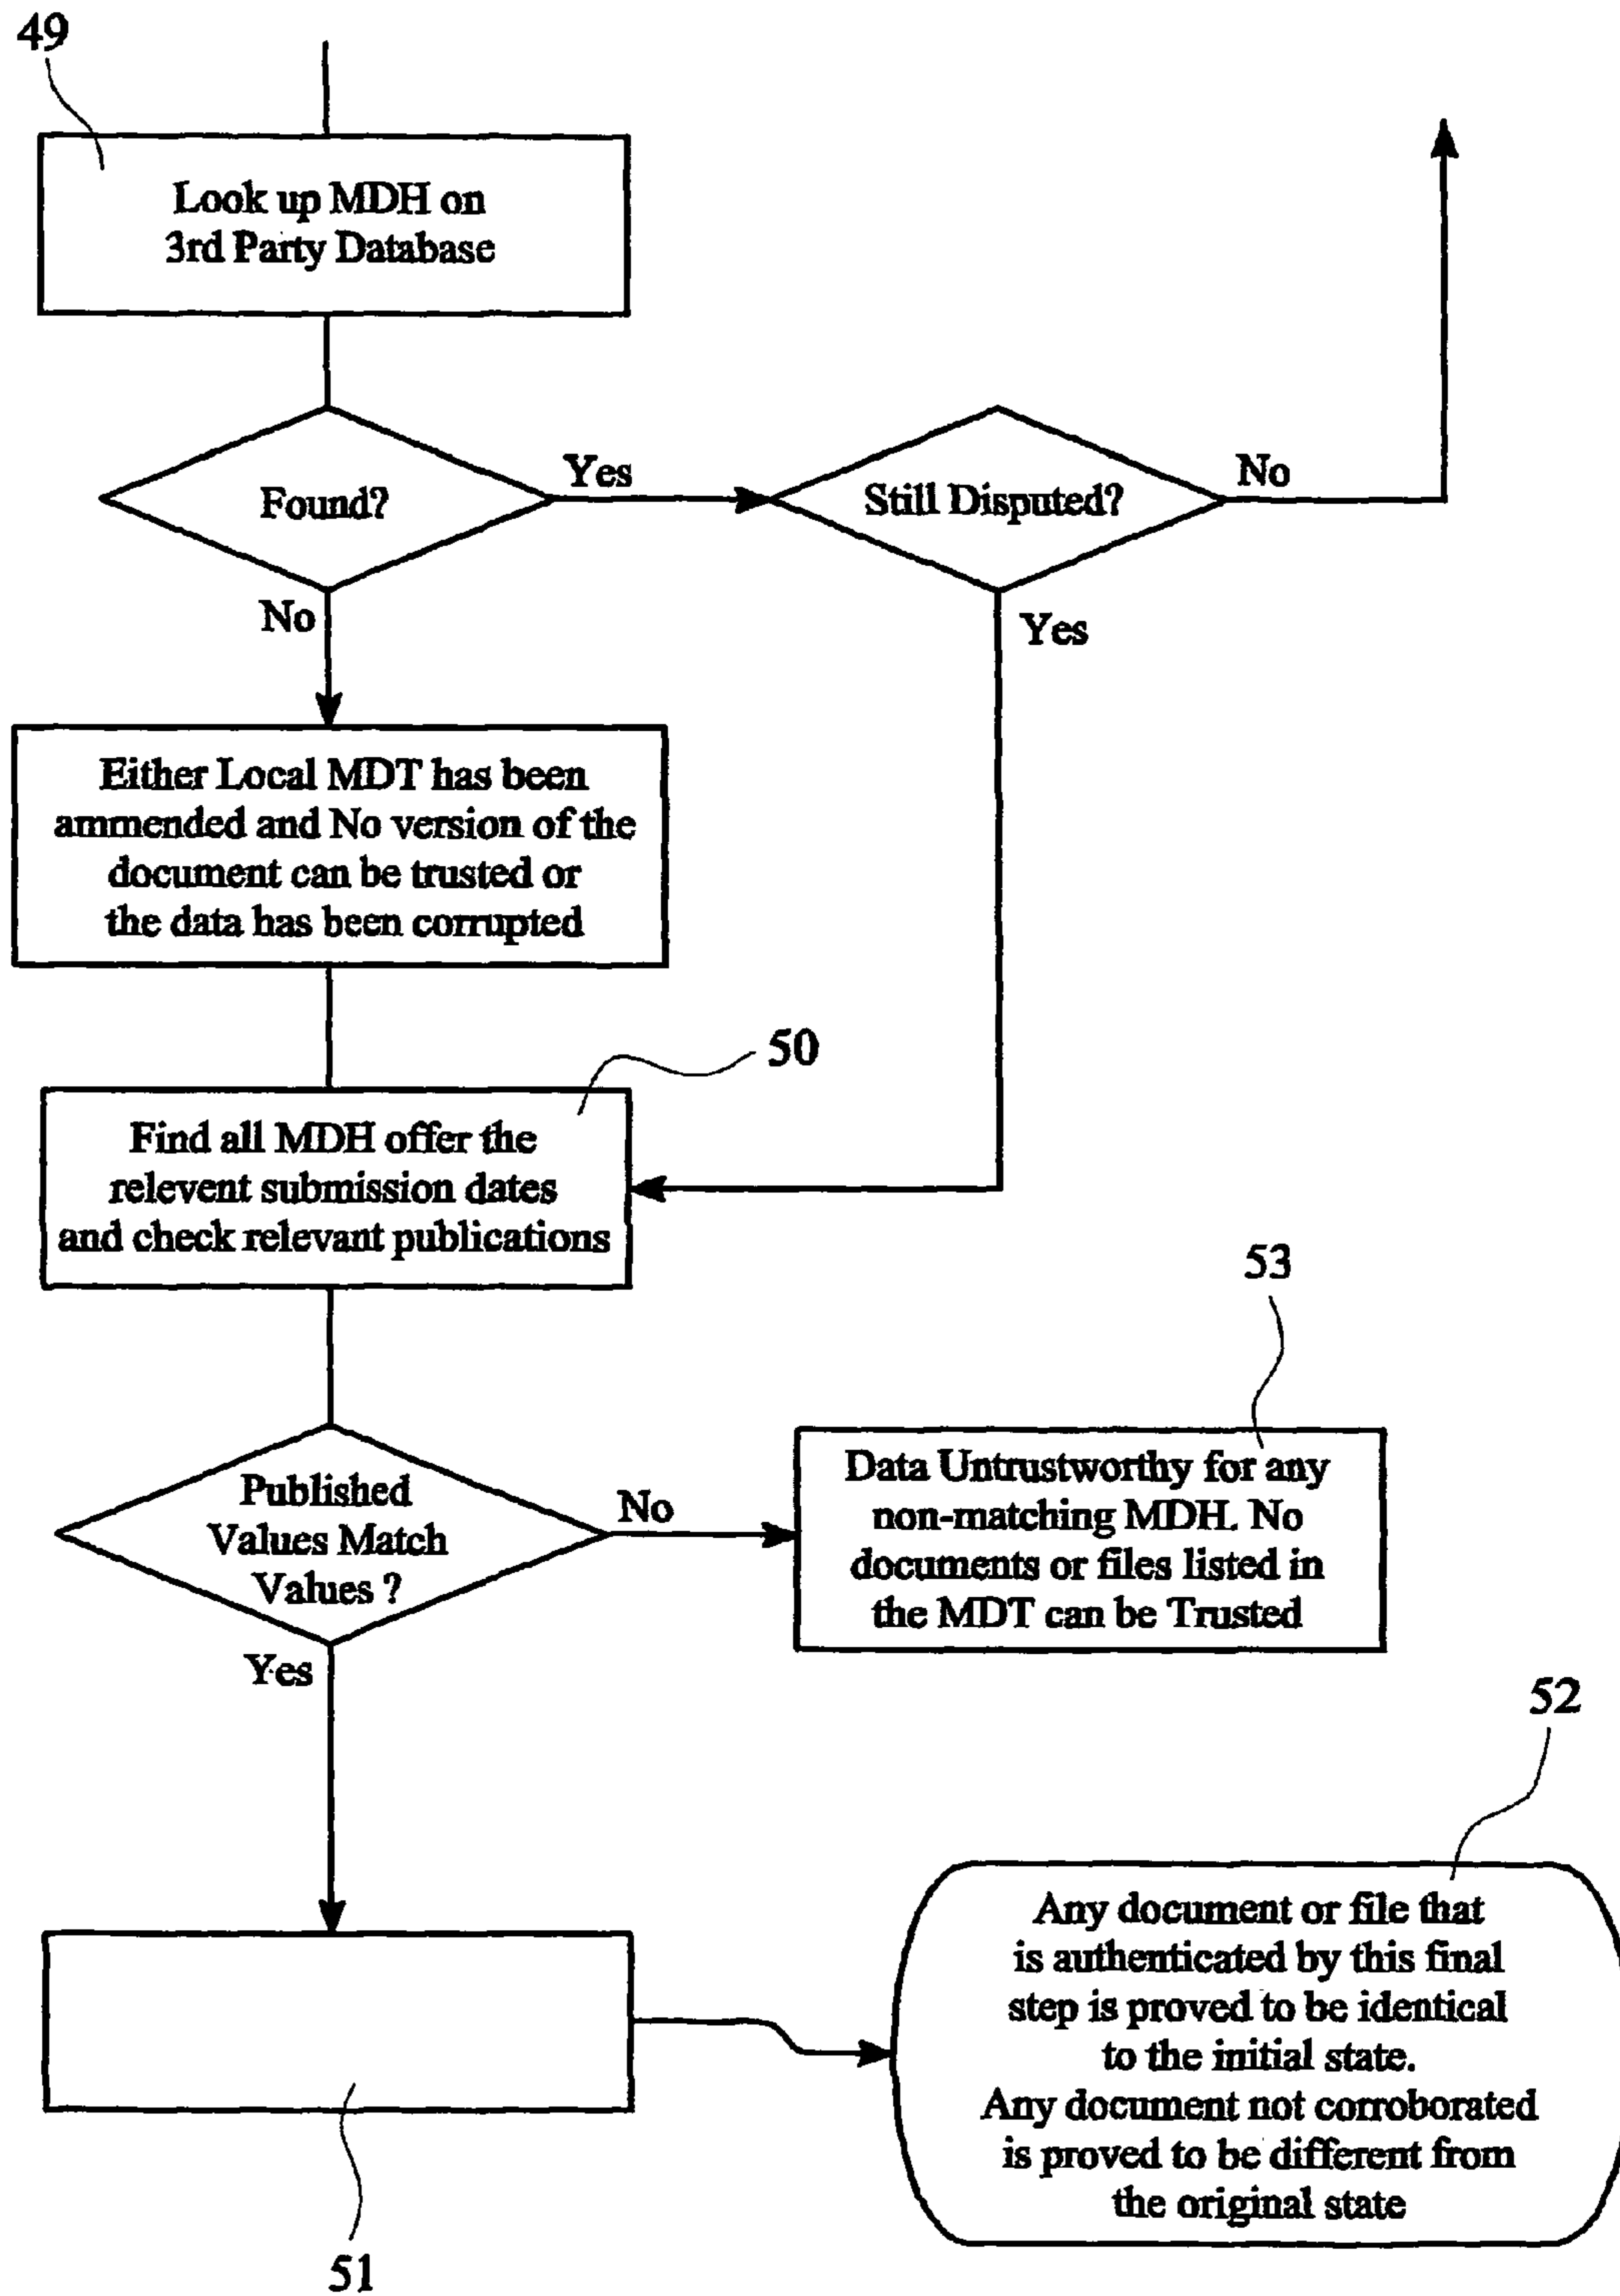 49
Look up MDH on
3rd Party Database
Found?
Yes
Still Disputed?
No
No
Yes
Either Local MDT has been
ammended and No version of the
document can be trusted or
the data has been corrupted
50
Find all MDH offer the
relevent submission dates
and check relevant publications
53
Published
Values Match
Values ?
No
Data Untrustworthy for any
non-matching MDH. No
documents or files listed in
the MDT can be Trusted
Yes
52
Any document or file that
is authenticated by this final
step is proved to be identical
to the initial state.
Any document not corroborated
is proved to be different from
the original state
51